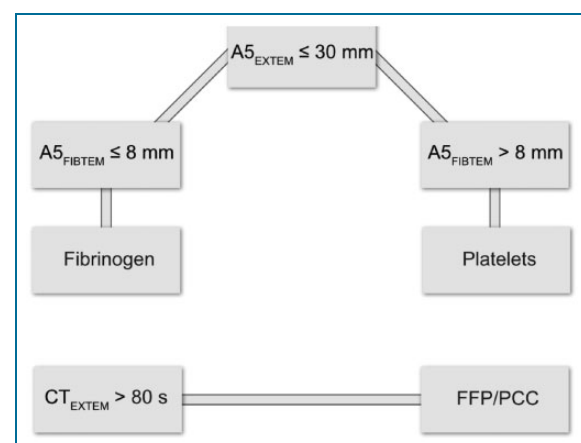 A5EXTEM ≤ 30 mm
A5FIBTEM ≤ 8 mm
A5FIBTEM > 8 mm
Fibrinogen
Platelets
CTEXTEM > 80 s
FFP/PCC